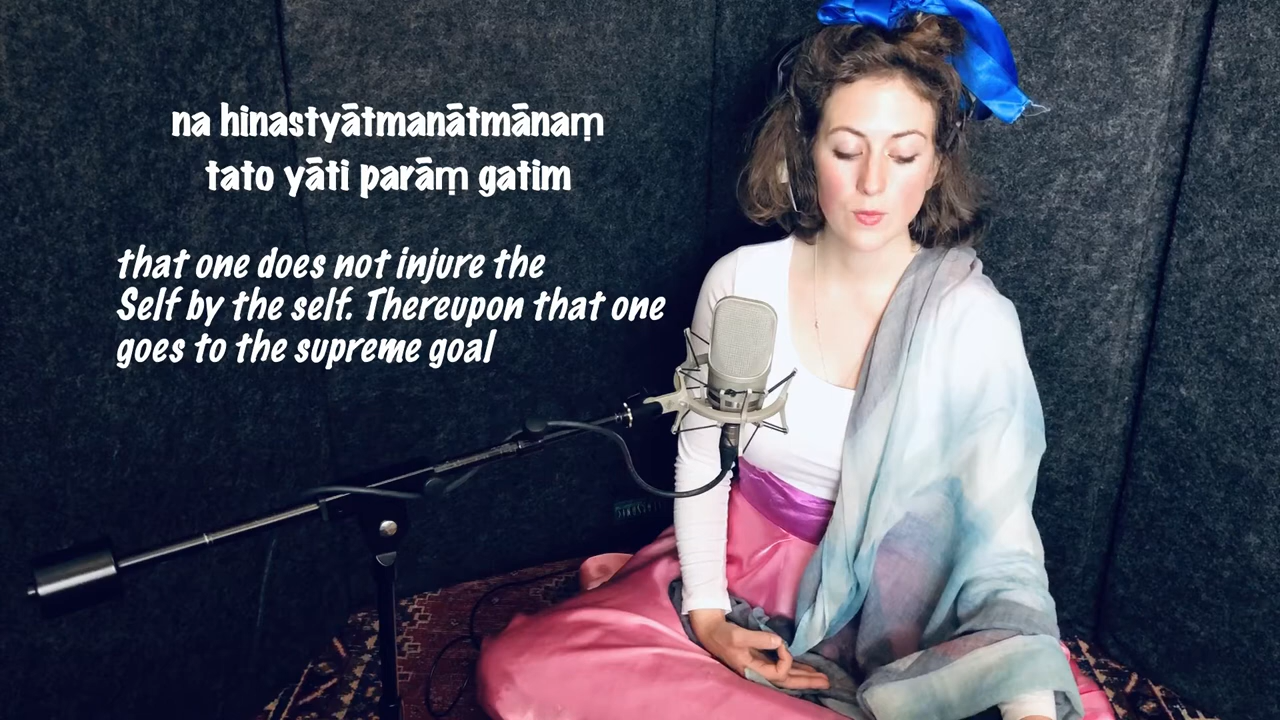 na hinastyātmanātmānaṃ
tato yāti parāṃ gatim
that one does not injure the
Self by the self. Thereupon that one
goes to the supreme goal